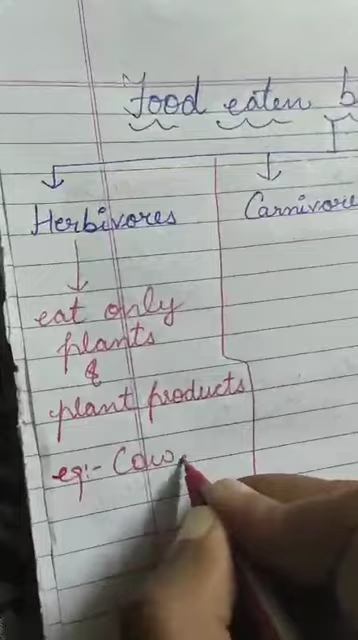 Food eaten b
Herbivores Carnivore
eat only
plants
&
plant products
eg:- Cow